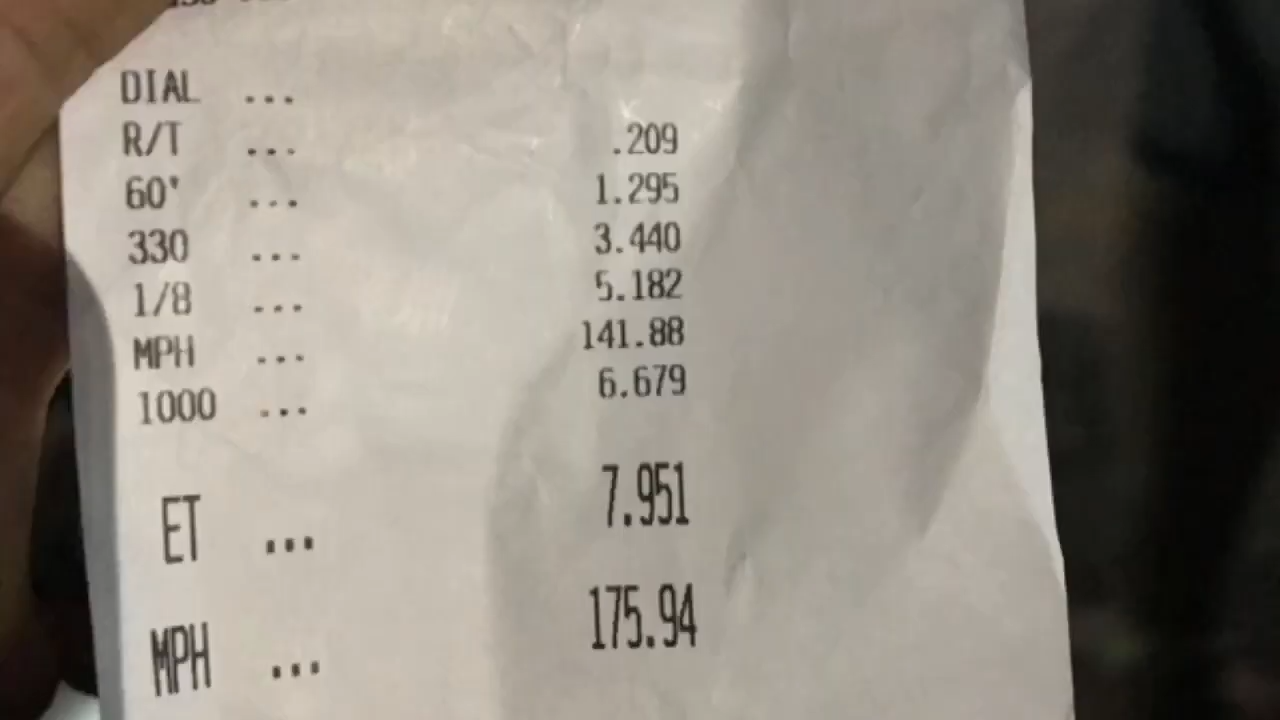 DIAL ...
R/T ... .209
60' ... 1.295
330 ... 3.440
1/8 ... 5.182
MPH ... 141.88
1000 ... 6.679
ET ... 7.951
MPH ... 175.94